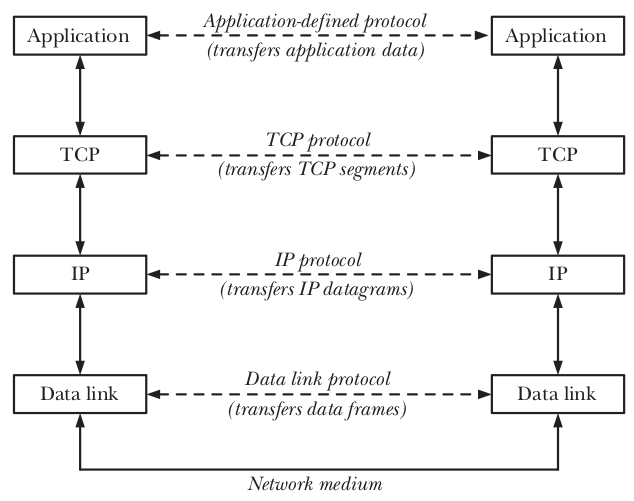 Application
Application-defined protocol
(transfers application data)
Application
TCP
TCP protocol
(transfers TCP segments)
TCP
IP
IP protocol
(transfers IP datagrams)
IP
Data link
Data link protocol
(transfers data frames)
Data link
Network medium